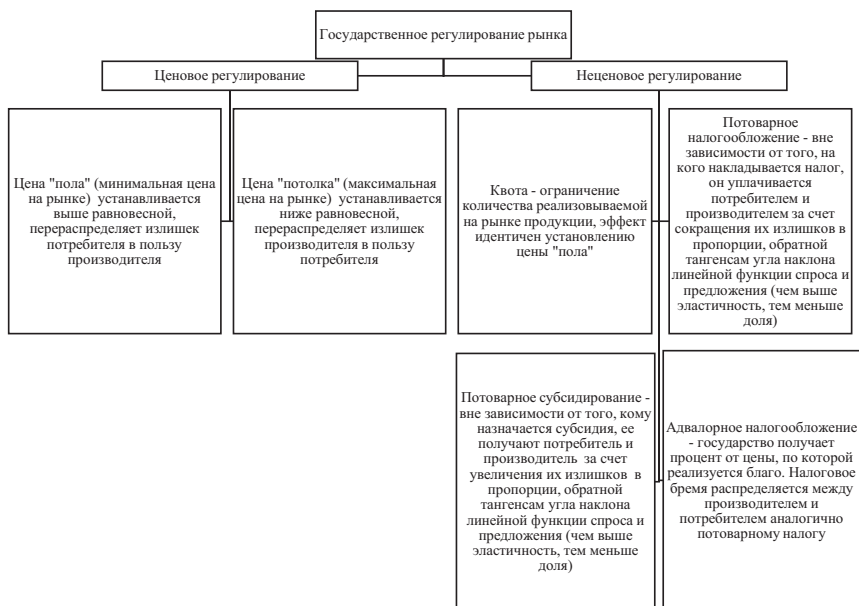 Государственное регулирование рынка
Ценовое регулирование
Неценовое регулирование
Цена "пола" (минимальная цена
на рынке) устанавливается
выше равновесной,
перераспределяет излишек
потребителя в пользу
производителя
Цена "потолка" (максимальная
цена на рынке) устанавливается
ниже равновесной,
перераспределяет излишек
производителя в пользу
потребителя
Квота - ограничение
количества реализовываемой
на рынке продукции, эффект
идентичен установлению
цены "пола"
Потоварное
налогообложение - вне
зависимости от того, на
кого накладывается налог,
он уплачивается
потребителем и
производителем за счет
сокращения их излишков в
пропорции, обратной
тангенсам угла наклона
линейной функции спроса и
предложения (чем выше
эластичность, тем меньше
доля)
Потоварное субсидирование -
вне зависимости от того, кому
назначается субсидия, ее
получают потребитель и
производитель за счет
увеличения их излишков в
пропорции, обратной
тангенсам угла наклона
линейной функции спроса и
предложения (чем выше
эластичность, тем меньше
доля)
Адвалорное налогообложение
- государство получает
процент от цены, по которой
реализуется благо. Налоговое
бремя распределяется между
производителем и
потребителем аналогично
потоварному налогу